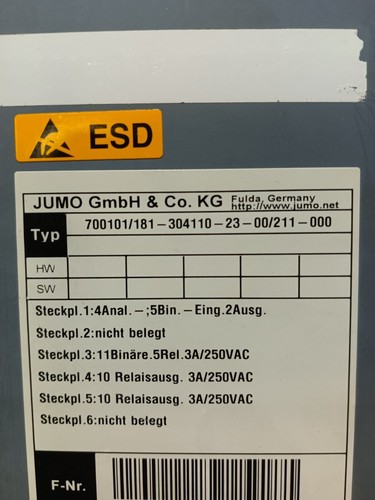 ESD
JUMO GmbH & Co. KG Fulda, Germany
http://www.jumo.net
Typ 700101/181-304110-23-00/211-000
HW
SW
Steckpl.1:4Anal.-;5Bin.-Eing.2Ausg.
Steckpl.2:nicht belegt
Steckpl.3:11Binäre.5Rel.3A/250VAC
Steckpl.4:10 Relaisausg. 3A/250VAC
Steckpl.5:10 Relaisausg. 3A/250VAC
Steckpl.6:nicht belegt
F-Nr.